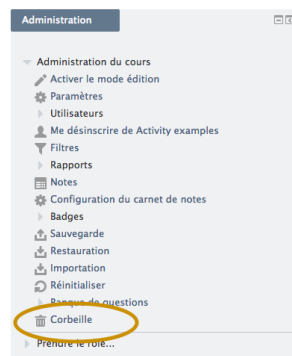 Administration
Administration du cours
Activer le mode édition
Paramètres
Utilisateurs
Me désinscrire de Activity examples
Filtres
Rapports
Notes
Configuration du carnet de notes
Badges
Sauvegarde
Restauration
Importation
Réinitialiser
Banque de questions
Corbeille
Prendre le rôle...